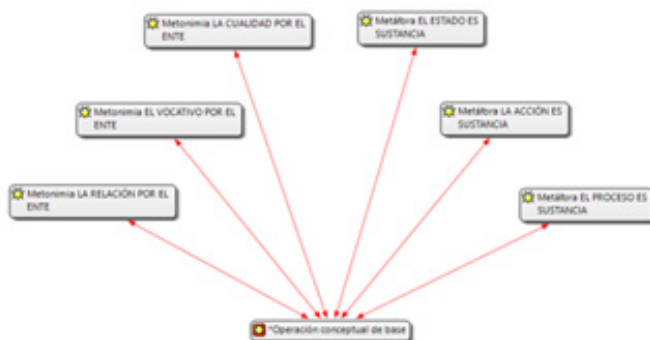 Metonimia LA CUALIDAD POR EL
ENTE
Metáfora EL ESTADO ES
SUSTANCIA
Metonimia EL VOCATIVO POR EL
ENTE
Metáfora LA ACCIÓN ES
SUSTANCIA
Metonimia LA RELACIÓN POR EL
ENTE
Metáfora EL PROCESO ES
SUSTANCIA
*Operación conceptual de base